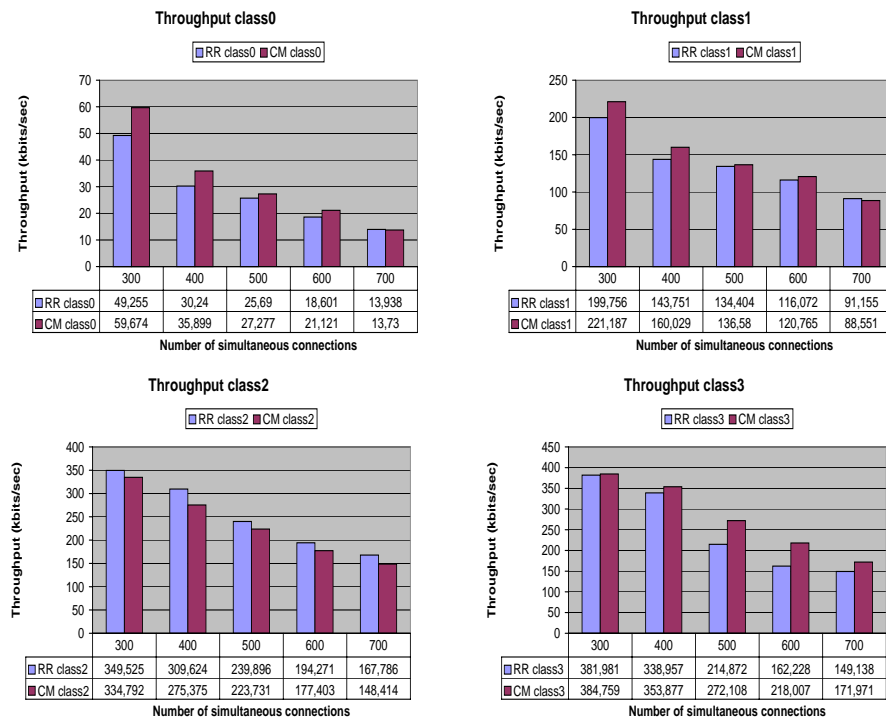 Throughput class0
RR class0 CM class0
Throughput (kbits/sec)
70
60
50
40
30
20
10
0
300 400 500 600 700
RR class0 49,255 30,24 25,69 18,601 13,938
CM class0 59,674 35,899 27,277 21,121 13,73
Number of simultaneous connections
Throughput class1
RR class1 CM class1
Throughput (kbits/sec)
250
200
150
100
50
0
300 400 500 600 700
RR class1 199,756 143,751 134,404 116,072 91,155
CM class1 221,187 160,029 136,58 120,765 88,551
Number of simultaneous connections
Throughput class2
RR class2 CM class2
Throughput (kbits/sec)
400
350
300
250
200
150
100
50
0
300 400 500 600 700
RR class2 349,525 309,624 239,896 194,271 167,786
CM class2 334,792 275,375 223,731 177,403 148,414
Number of simultaneous connections
Throughput class3
RR class3 CM class3
Throughput (kbits/sec)
450
400
350
300
250
200
150
100
50
0
300 400 500 600 700
RR class3 381,981 338,957 214,872 162,228 149,138
CM class3 384,759 353,877 272,108 218,007 171,971
Number of simultaneous connections